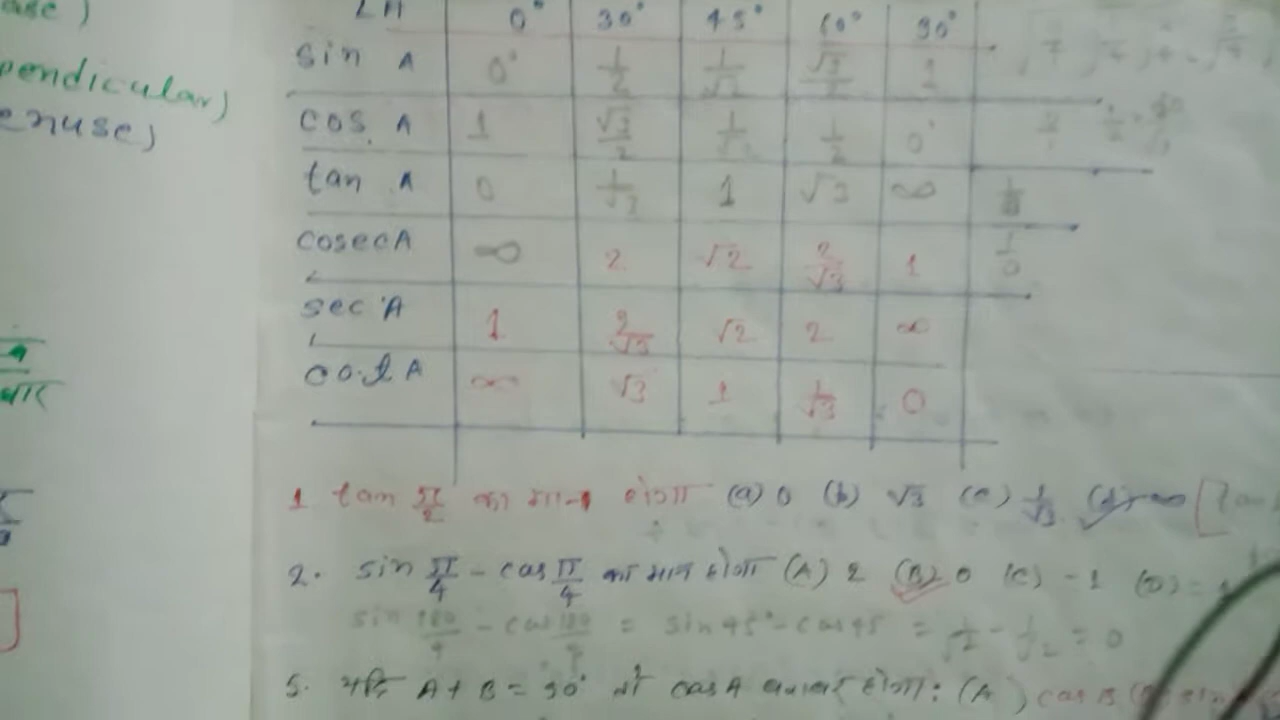 ase)
pendicular)
enuse)
∠A 0° 30° 45° 60° 90°
sin A 0° 1/2 1/√2 √3/2 1
cos. A 1 √3/2 1/√2 1/2 0°
tan A 0 1/√3 1 √3 ∞
cosecA ∞ 2 √2 2/√3 1
sec A 1 2/√3 √2 2 ∞
cot A ∞ √3 1 1/√3 0
1 tan π/2 का मान होगा (a) 0 (b) √3 (c) 1/√3 (d) ∞
2. sin π/4 - cos π/4 का मान होगा (A) 2 (B) 0 (C) -1 (D)
sin 180/4 - cos 180/4 = sin 45° - cos 45 = 1/√2 - 1/√2 = 0
5. यदि A + B = 90° तो cos A बराबर होगा: (A) cos B (B) sin